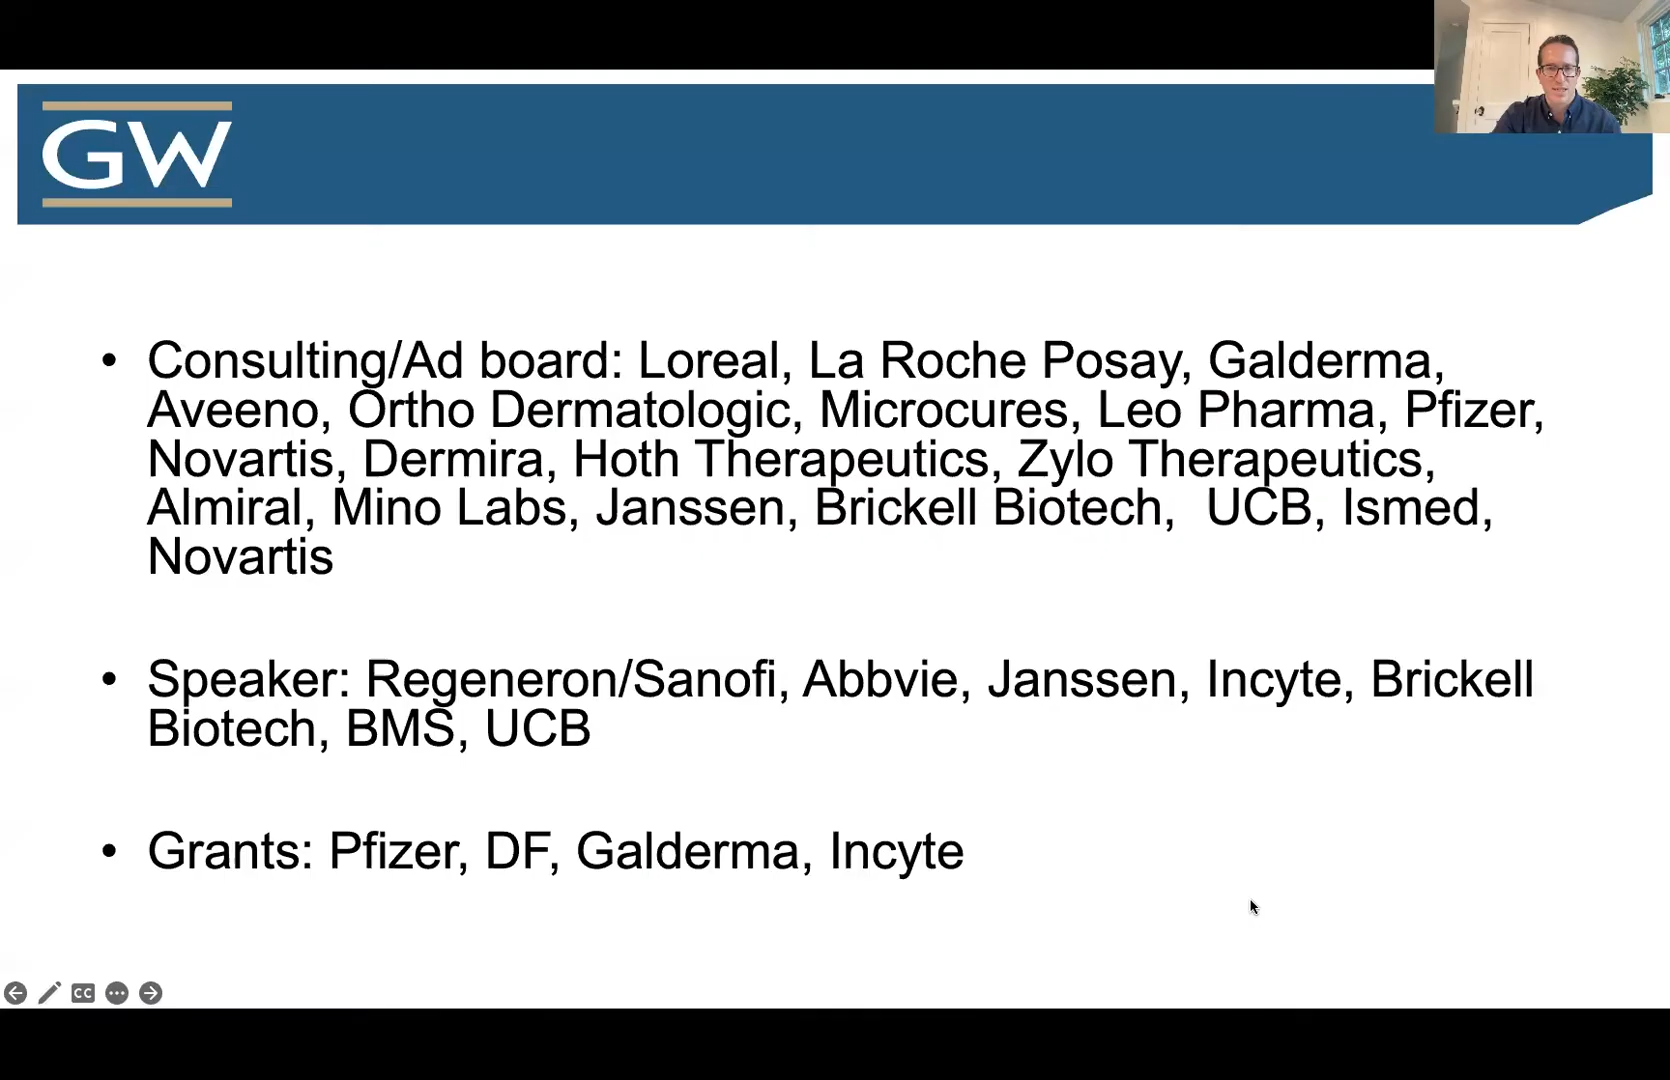 GW
• Consulting/Ad board: Loreal, La Roche Posay, Galderma,
Aveeno, Ortho Dermatologic, Microcures, Leo Pharma, Pfizer,
Novartis, Dermira, Hoth Therapeutics, Zylo Therapeutics,
Almiral, Mino Labs, Janssen, Brickell Biotech,  UCB, Ismed,
Novartis
• Speaker: Regeneron/Sanofi, Abbvie, Janssen, Incyte, Brickell
Biotech, BMS, UCB
• Grants: Pfizer, DF, Galderma, Incyte
CC